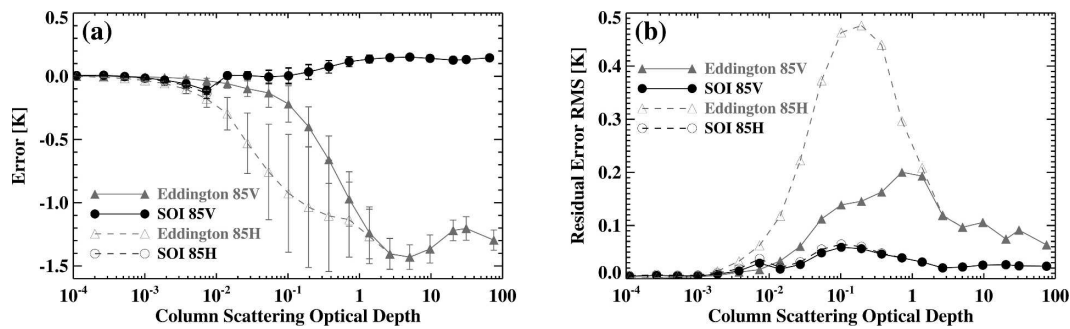 (a)
0.0
-0.5
-1.0
-1.5
Error [K]
Eddington 85V
SOI 85V
Eddington 85H
SOI 85H
10-4
10-3
10-2
10-1
1
10
100
Column Scattering Optical Depth
(b)
0.5
0.4
0.3
0.2
0.1
0.0
Residual Error RMS [K]
Eddington 85V
SOI 85V
Eddington 85H
SOI 85H
10-4
10-3
10-2
10-1
1
10
100
Column Scattering Optical Depth